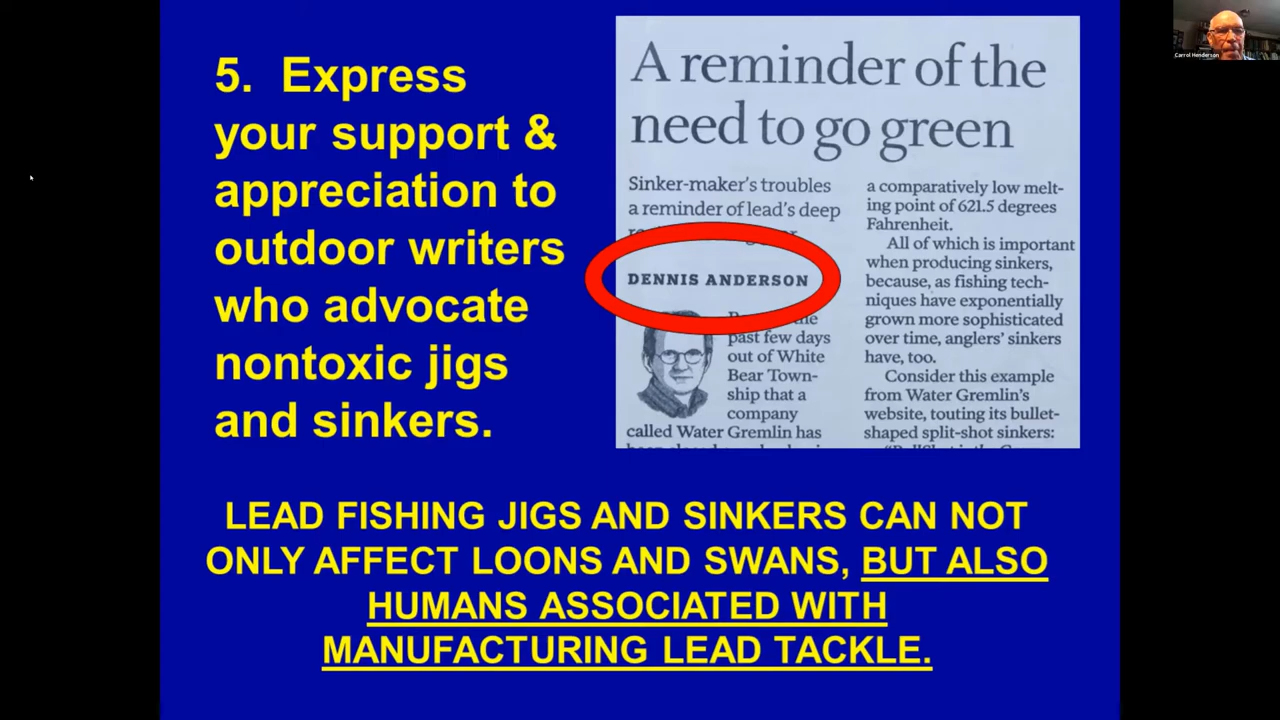 5. Express
your support &
appreciation to
outdoor writers
who advocate
nontoxic jigs
and sinkers.
A reminder of the
need to go green
Sinker-maker's troubles
a reminder of lead's deep
DENNIS ANDERSON
past few days
out of White
Bear Town-
ship that a
company
called Water Gremlin has
a comparatively low melt-
ing point of 621.5 degrees
Fahrenheit.
All of which is important
when producing sinkers,
because, as fishing tech-
niques have exponentially
grown more sophisticated
over time, anglers' sinkers
have, too.
Consider this example
from Water Gremlin's
website, touting its bullet-
shaped split-shot sinkers:
LEAD FISHING JIGS AND SINKERS CAN NOT
ONLY AFFECT LOONS AND SWANS, BUT ALSO
HUMANS ASSOCIATED WITH
MANUFACTURING LEAD TACKLE.
Carrol Henderson